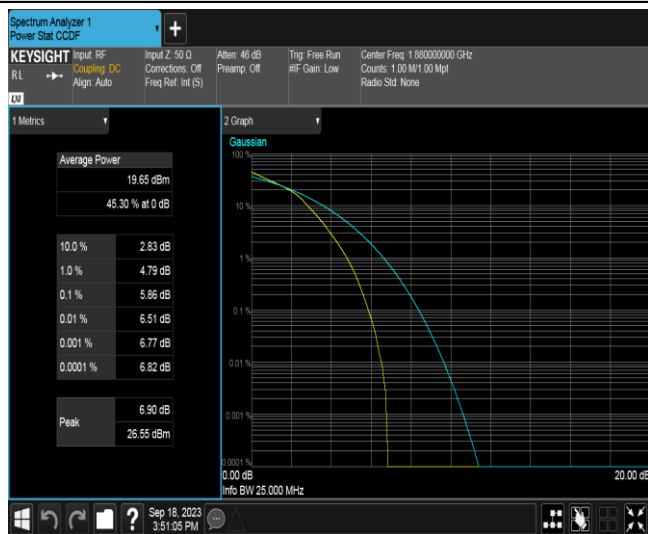 Spectrum Analyzer 1
Power Stat CCDF
+
KEYSIGHT
RL
LXI
Input: RF
Coupling: DC
Align: Auto
Input Z: 50 Ω
Corrections: Off
Freq Ref: Int (S)
Atten: 46 dB
Preamp: Off
Trig: Free Run
#IF Gain: Low
Center Freq: 1.880000000 GHz
Counts: 1.00 M/1.00 Mpt
Radio Std: None
1 Metrics
Average Power
19.65 dBm
45.30 % at 0 dB
10.0 % 2.83 dB
1.0 % 4.79 dB
0.1 % 5.86 dB
0.01 % 6.51 dB
0.001 % 6.77 dB
0.0001 % 6.82 dB
Peak
6.90 dB
26.55 dBm
2 Graph
Gaussian
100 %
10 %
1 %
0.1 %
0.01 %
0.001 %
0.0001 %
0.00 dB
20.00 dB
Info BW 25.000 MHz
?
Sep 18, 2023
3:51:05 PM